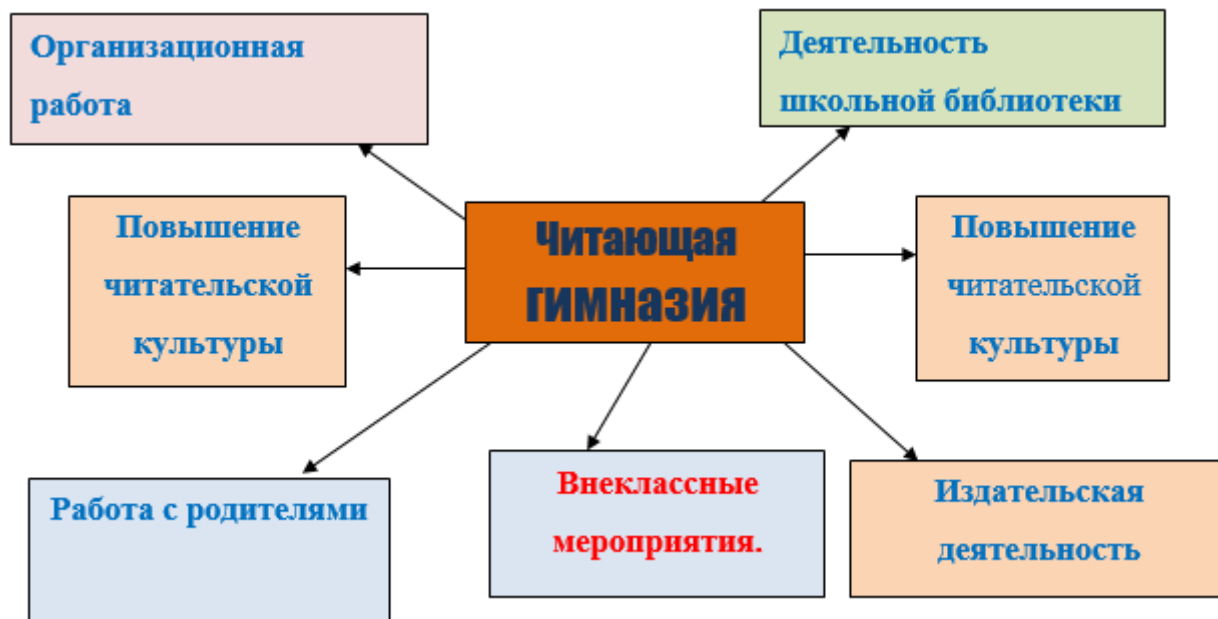 Организационная
работа
Деятельность
школьной библиотеки
Повышение
читательской
культуры
Читающая
гимназия
Повышение
читательской
культуры
Работа с родителями
Внеклассные
мероприятия.
Издательская
деятельность